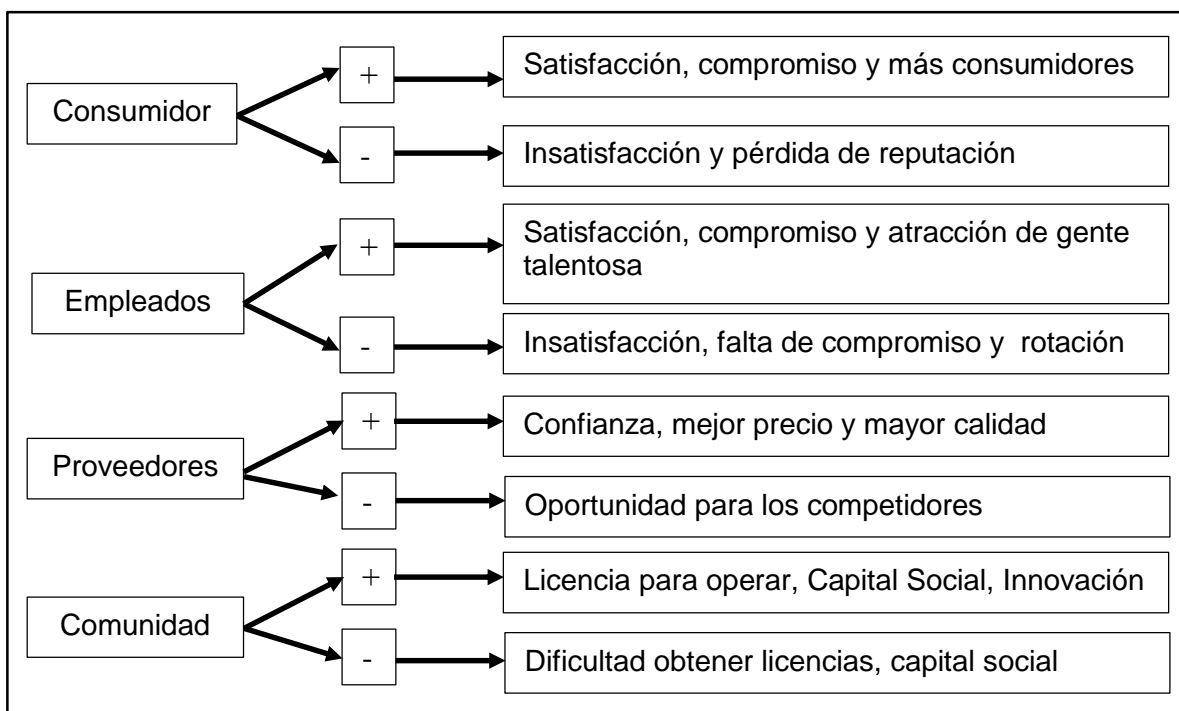 Consumidor
+
Satisfacción, compromiso y más consumidores
-
Insatisfacción y pérdida de reputación
Empleados
+
Satisfacción, compromiso y atracción de gente
talentosa
-
Insatisfacción, falta de compromiso y  rotación
Proveedores
+
Confianza, mejor precio y mayor calidad
-
Oportunidad para los competidores
Comunidad
+
Licencia para operar, Capital Social, Innovación
-
Dificultad obtener licencias, capital social